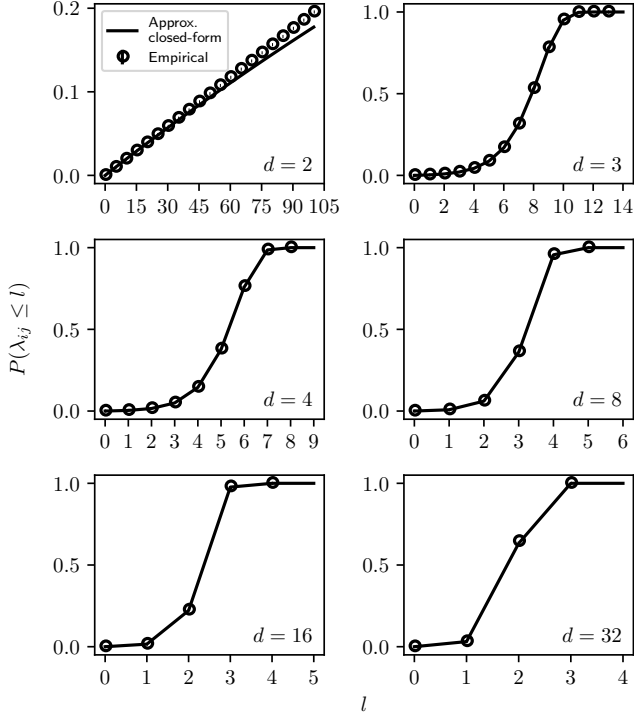 0.2
0.1
0.0
Approx.
closed-form
Empirical
d = 2
0 15 30 45 60 75 90 105
1.0
0.5
0.0
d = 3
0 2 4 6 8 10 12 14
P(λij ≤ l)
1.0
0.5
0.0
d = 4
0 1 2 3 4 5 6 7 8 9
1.0
0.5
0.0
d = 8
0 1 2 3 4 5 6
1.0
0.5
0.0
d = 16
0 1 2 3 4 5
1.0
0.5
0.0
d = 32
0 1 2 3 4
l